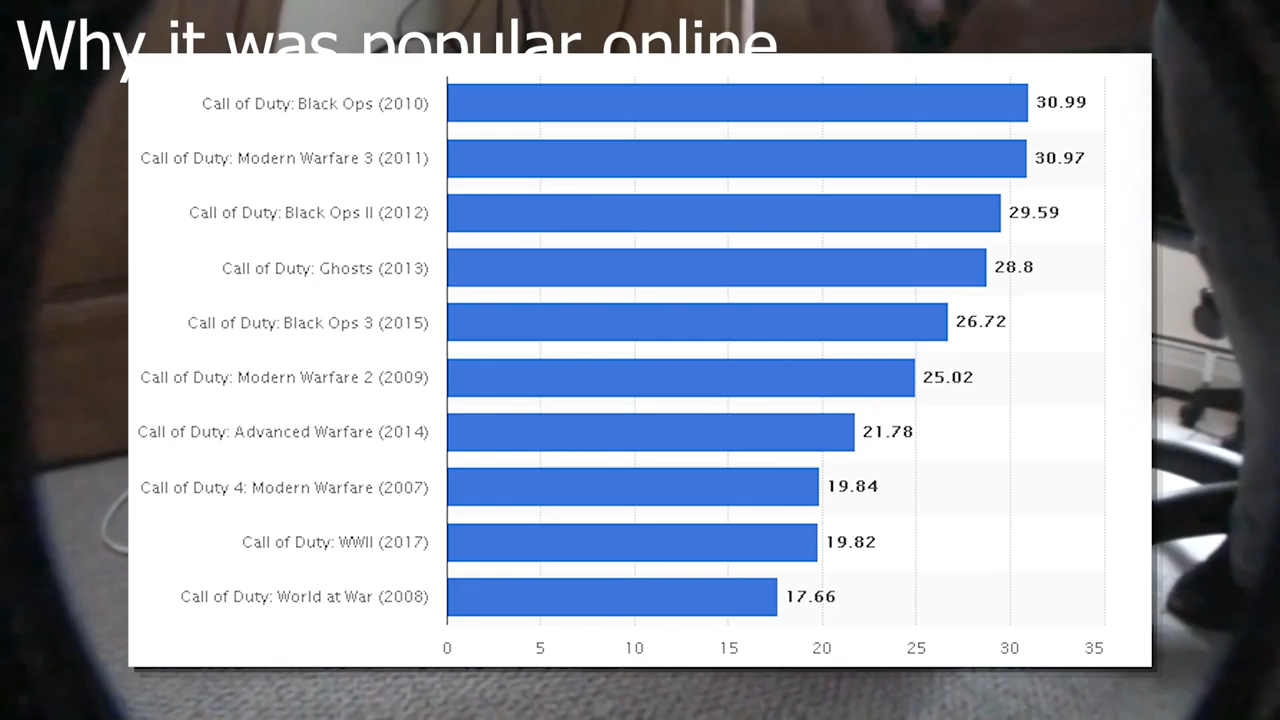 Why it was popular online
Call of Duty: Black Ops (2010) 30.99
Call of Duty: Modern Warfare 3 (2011) 30.97
Call of Duty: Black Ops II (2012) 29.59
Call of Duty: Ghosts (2013) 28.8
Call of Duty: Black Ops 3 (2015) 26.72
Call of Duty: Modern Warfare 2 (2009) 25.02
Call of Duty: Advanced Warfare (2014) 21.78
Call of Duty 4: Modern Warfare (2007) 19.84
Call of Duty: WWII (2017) 19.82
Call of Duty: World at War (2008) 17.66
0 5 10 15 20 25 30 35